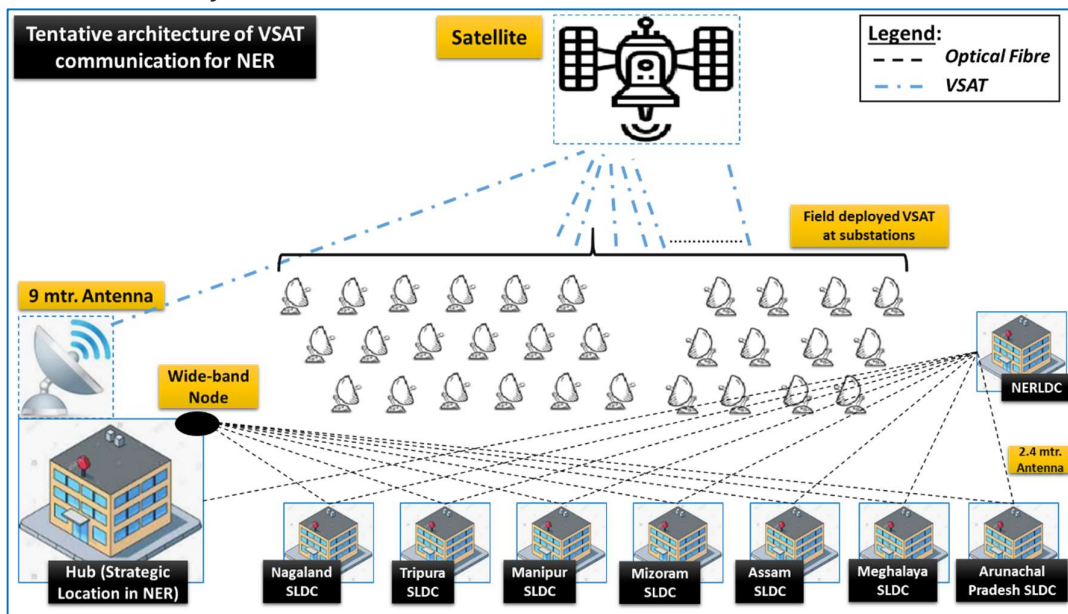 Tentative architecture of VSAT
communication for NER
Satellite
Legend:
Optical Fibre
VSAT
Field deployed VSAT
at substations
9 mtr. Antenna
Wide-band
Node
NERLDC
2.4 mtr.
Antenna
Hub (Strategic
Location in NER)
Nagaland
SLDC
Tripura
SLDC
Manipur
SLDC
Mizoram
SLDC
Assam
SLDC
Meghalaya
SLDC
Arunachal
Pradesh SLDC